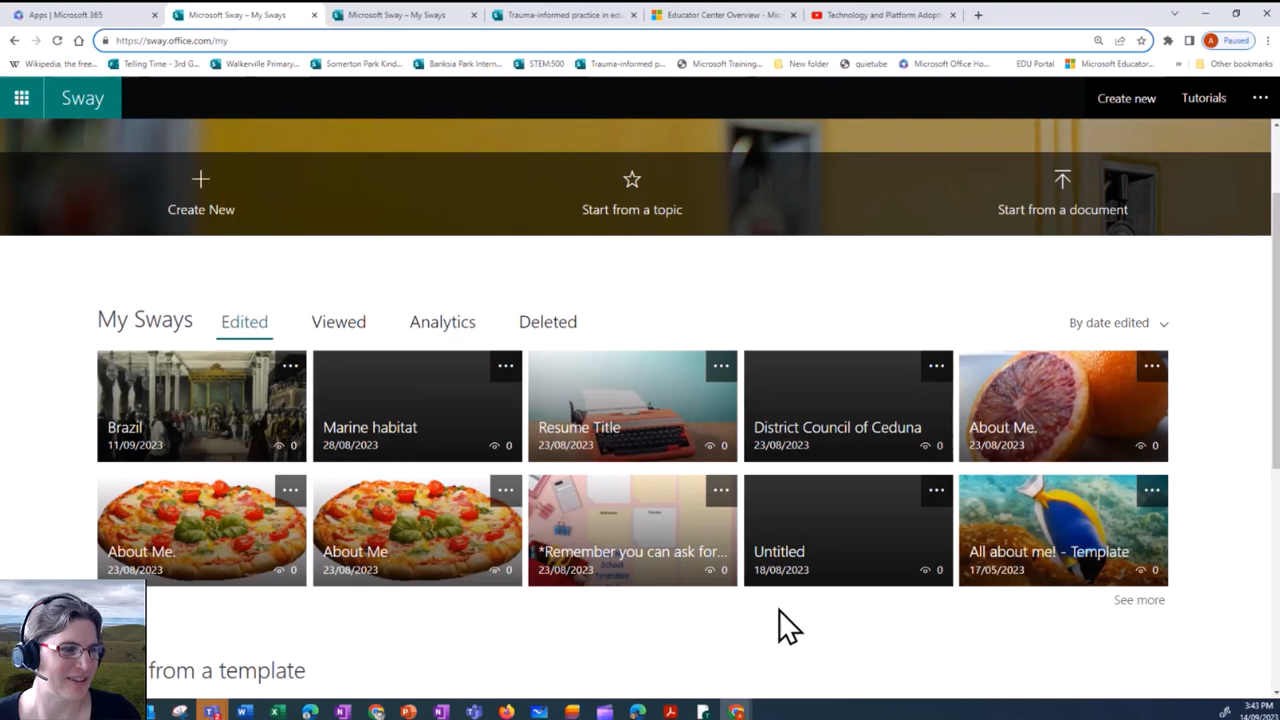 Apps | Microsoft 365
Microsoft Sway – My Sways
Microsoft Sway – My Sways
Trauma-informed practice in edu
Educator Center Overview - Mic
Technology and Platform Adopti
https://sway.office.com/my
Paused
Wikipedia, the free...
Telling Time - 3rd G...
Walkerville Primary...
Somerton Park Kind...
Banksia Park Intern...
STEM:500
Trauma-informed p...
Microsoft Training...
New folder
quietube
Microsoft Office Ho...
EDU Portal
Microsoft Educator...
Other bookmarks
Sway
Create new
Tutorials
Create New
Start from a topic
Start from a document
My Sways
Edited
Viewed
Analytics
Deleted
By date edited
Brazil
11/09/2023
0
Marine habitat
28/08/2023
0
Resume Title
23/08/2023
0
District Council of Ceduna
23/08/2023
0
About Me.
23/08/2023
0
About Me.
23/08/2023
0
About Me
23/08/2023
0
*Remember you can ask for...
23/08/2023
0
Untitled
18/08/2023
0
All about me! - Template
17/05/2023
0
See more
from a template
3:43 PM
14/09/2023